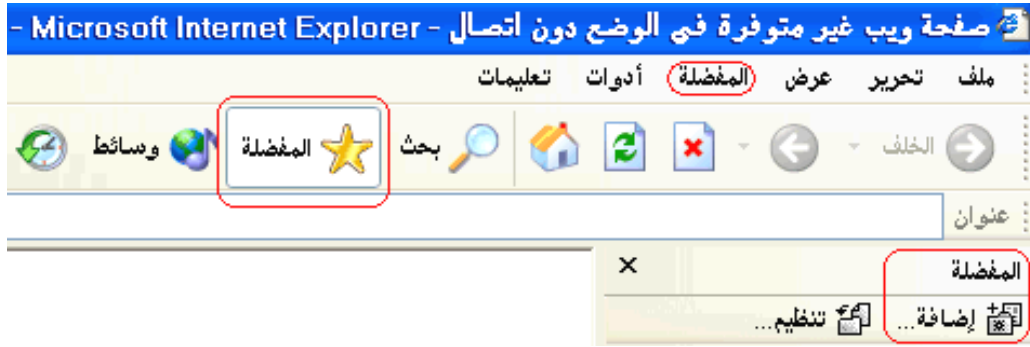 صفحة ويب غير متوفرة في الوضع دون اتصال - Microsoft Internet Explorer -
ملف تحرير عرض المفضلة أدوات تعليمات
الخلف بحث المفضلة وسائط
عنوان
المفضلة
إضافة... تنظيم...